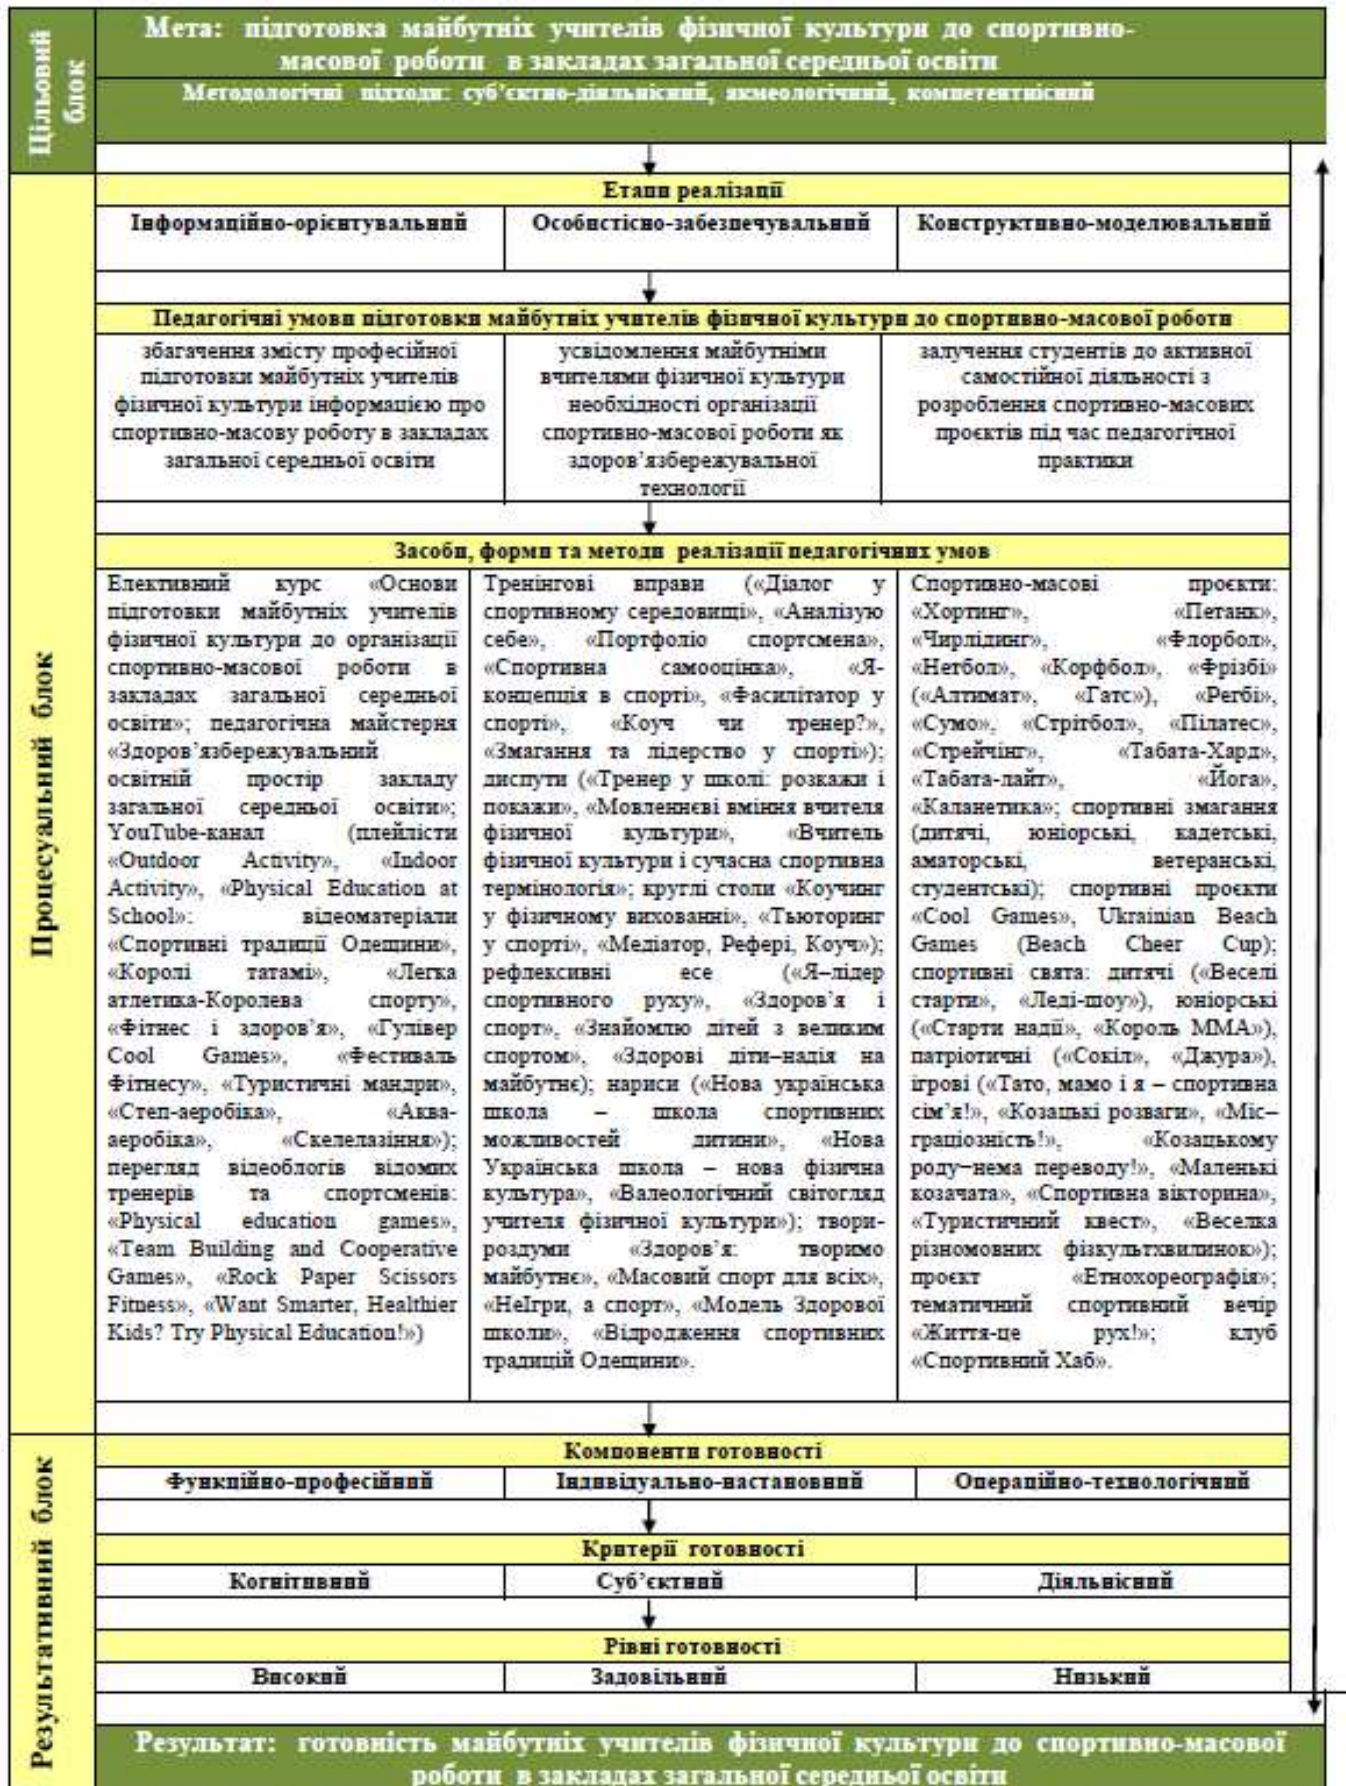 Цільовий
блок
Мета: підготовка майбутніх учителів фізичної культури до спортивно-
масової роботи в закладах загальної середньої освіти
Методологічні підходи: суб’єктно-діяльнісний, акмеологічний, компетентнісний
Процесуальний блок
Етапи реалізації
Інформаційно-орієнтувальний
Особистісно-забезпечувальний
Конструктивно-моделювальний
Педагогічні умови підготовки майбутніх учителів фізичної культури до спортивно-масової роботи
збагачення змісту професійної
підготовки майбутніх учителів
фізичної культури інформацією про
спортивно-масову роботу в закладах
загальної середньої освіти
усвідомлення майбутніми
вчителями фізичної культури
необхідності організації
спортивно-масової роботи як
здоров’язбережувальної
технології
залучення студентів до активної
самостійної діяльності з
розроблення спортивно-масових
проєктів під час педагогічної
практики
Засоби, форми та методи реалізації педагогічних умов
Елективний курс «Основи
підготовки майбутніх учителів
фізичної культури до організації
спортивно-масової роботи в
закладах загальної середньої
освіти»; педагогічна майстерня
«Здоров’язбережувальний
освітній простір закладу
загальної середньої освіти»;
YouTube-канал (плейлісти
«Outdoor Activity», «Indoor
Activity», «Physical Education at
School»: відеоматеріали
«Спортивні традиції Одещини»,
«Королі татамі», «Легка
атлетика-Королева спорту»,
«Фітнес і здоров’я», «Гулівер
Cool Games», «Фестиваль
Фітнесу», «Туристичні мандри»,
«Степ-аеробіка», «Аква-
аеробіка», «Скелелазіння»);
перегляд відеоблогів відомих
тренерів та спортсменів:
«Physical education games»,
«Team Building and Cooperative
Games», «Rock Paper Scissors
Fitness», «Want Smarter, Healthier
Kids? Try Physical Education!»)
Тренінгові вправи («Діалог у
спортивному середовищі», «Аналізую
себе», «Портфоліо спортсмена»,
«Спортивна самооцінка», «Я-
концепція в спорті», «Фасилітатор у
спорті», «Коуч чи тренер?»,
«Змагання та лідерство у спорті»);
диспути («Тренер у школі: розкажи і
покажи», «Мовленнєві вміння вчителя
фізичної культури», «Вчитель
фізичної культури і сучасна спортивна
термінологія»; круглі столи «Коучинг
у фізичному вихованні», «Тьюторинг
у спорті», «Медіатор, Рефері, Коуч»);
рефлексивні есе («Я–лідер
спортивного руху», «Здоров’я і
спорт», «Знайомлю дітей з великим
спортом», «Здорові діти–надія на
майбутнє); нариси («Нова українська
школа – школа спортивних
можливостей дитини», «Нова
Українська школа – нова фізична
культура», «Валеологічний світогляд
учителя фізичної культури»); твори-
роздуми «Здоров’я: творимо
майбутнє», «Масовий спорт для всіх»,
«НеІгри, а спорт», «Модель Здорової
школи», «Відродження спортивних
традицій Одещини».
Спортивно-масові проєкти:
«Хортинг», «Петанк»,
«Чирлідинг», «Флорбол»,
«Нетбол», «Корфбол», «Фрізбі»
(«Алтимат», «Гатс»), «Регбі»,
«Сумо», «Стрітбол», «Пілатес»,
«Стрейчінг», «Табата-Хард»,
«Табата-лайт», «Йога»,
«Каланетика»; спортивні змагання
(дитячі, юніорські, кадетські,
аматорські, ветеранські,
студентські); спортивні проєкти
«Cool Games», Ukrainian Beach
Games (Beach Cheer Cup);
спортивні свята: дитячі («Веселі
старти», «Леді-шоу»), юніорські
(«Старти надії», «Король ММА»),
патріотичні («Сокіл», «Джура»),
ігрові («Тато, мамо і я – спортивна
сім’я!», «Козацькі розваги», «Міс–
граціозність!», «Козацькому
роду–нема переводу!», «Маленькі
козачата», «Спортивна вікторина»,
«Туристичний квест», «Веселка
різномовних фізкультхвилинок»);
проєкт «Етнохореографія»;
тематичний спортивний вечір
«Життя-це рух!»; клуб
«Спортивний Хаб».
Результативний блок
Компоненти готовності
Функційно-професійний
Індивідуально-настановний
Операційно-технологічний
Критерії готовності
Когнітивний
Суб’єктний
Діяльнісний
Рівні готовності
Високий
Задовільний
Низький
Результат: готовність майбутніх учителів фізичної культури до спортивно-масової
роботи в закладах загальної середньої освіти